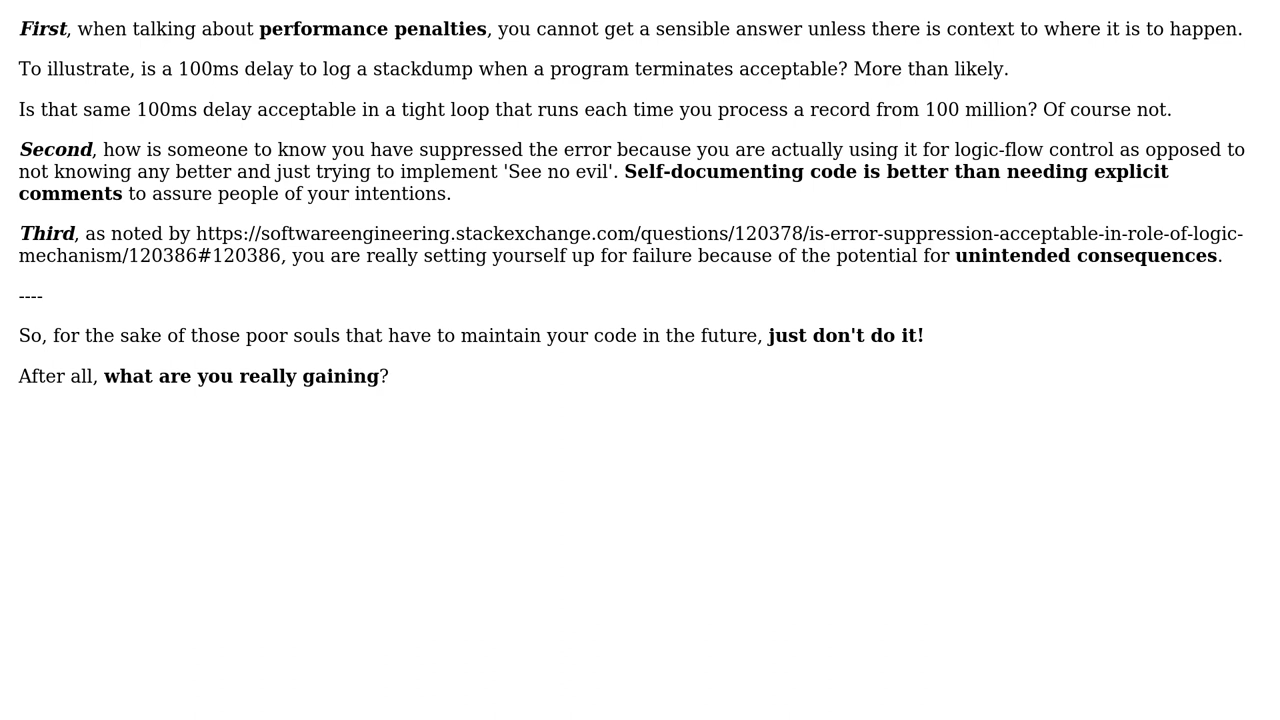 First, when talking about performance penalties, you cannot get a sensible answer unless there is context to where it is to happen.
To illustrate, is a 100ms delay to log a stackdump when a program terminates acceptable? More than likely.
Is that same 100ms delay acceptable in a tight loop that runs each time you process a record from 100 million? Of course not.
Second, how is someone to know you have suppressed the error because you are actually using it for logic-flow control as opposed to
not knowing any better and just trying to implement 'See no evil'. Self-documenting code is better than needing explicit
comments to assure people of your intentions.
Third, as noted by https://softwareengineering.stackexchange.com/questions/120378/is-error-suppression-acceptable-in-role-of-logic-
mechanism/120386#120386, you are really setting yourself up for failure because of the potential for unintended consequences.
----
So, for the sake of those poor souls that have to maintain your code in the future, just don't do it!
After all, what are you really gaining?